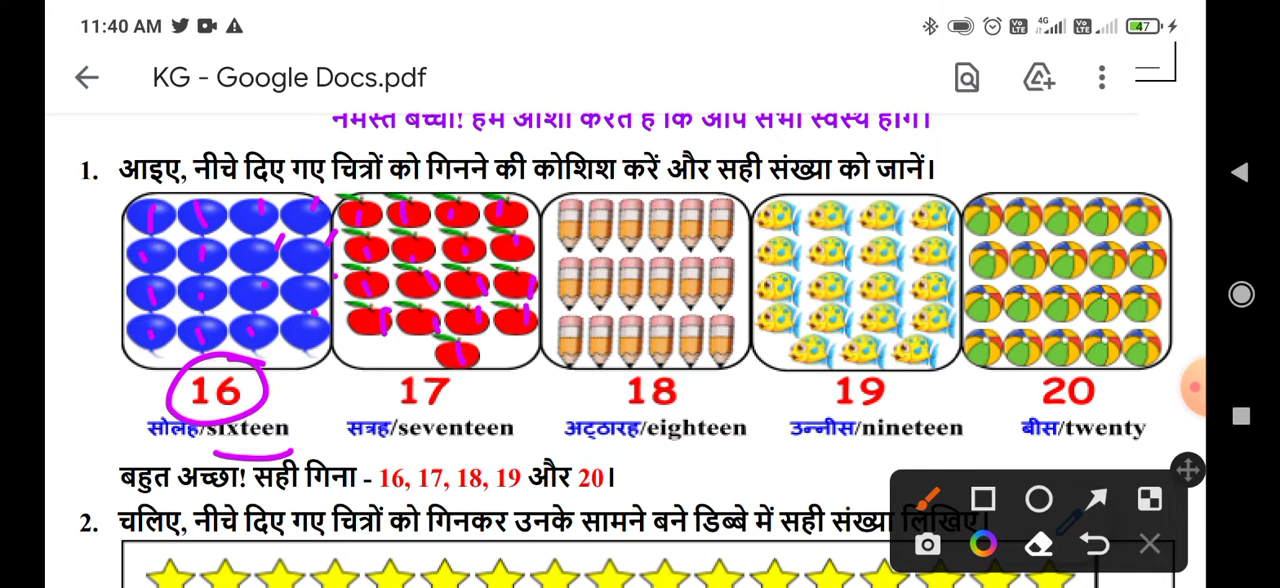 11:40 AM
4G
47
KG - Google Docs.pdf
नमस्ते बच्चों! हम आशा करते हैं कि आप सभी स्वस्थ होंगे।
1. आइए, नीचे दिए गए चित्रों को गिनने की कोशिश करें और सही संख्या को जानें।
16 17 18 19 20
सोलह/sixteen सत्रह/seventeen अट्ठारह/eighteen उन्नीस/nineteen बीस/twenty
बहुत अच्छा! सही गिना - 16, 17, 18, 19 और 20।
2. चलिए, नीचे दिए गए चित्रों को गिनकर उनके सामने बने डिब्बे में सही संख्या लिखिए।